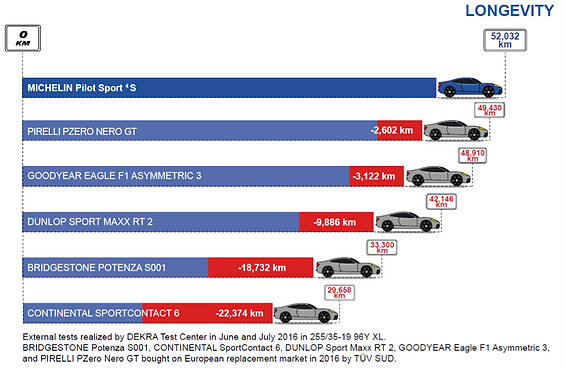 LONGEVITY
0
KM
52,032
km
MICHELIN Pilot Sport 4S
49,430
km
PIRELLI PZERO NERO GT
-2,602 km
48,910
km
GOODYEAR EAGLE F1 ASYMMETRIC 3
-3,122 km
42,146
km
DUNLOP SPORT MAXX RT 2
-9,886 km
33,300
km
BRIDGESTONE POTENZA S001
-18,732 km
29,658
km
CONTINENTAL SPORTCONTACT 6
-22,374 km
External tests realized by DEKRA Test Center in June and July 2016 in 255/35-19 96Y XL.
BRIDGESTONE Potenza S001, CONTINENTAL SportContact 6, DUNLOP Sport Maxx RT 2, GOODYEAR Eagle F1 Asymmetric 3,
and PIRELLI PZero Nero GT bought on European replacement market in 2016 by TÜV SUD.